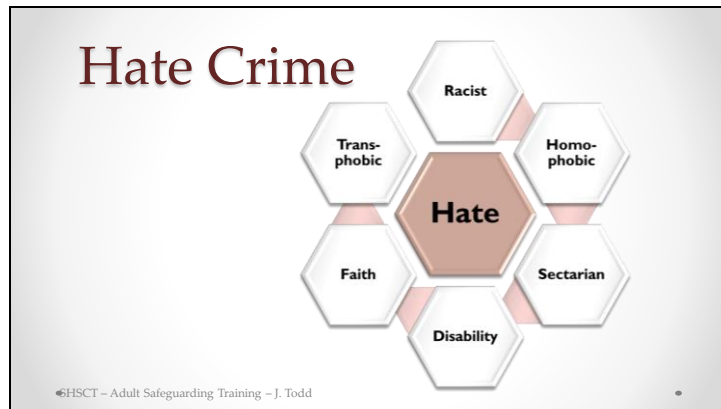 Hate Crime
Racist
Trans-
phobic
Homo-
phobic
Hate
Faith
Sectarian
Disability
SHSCT – Adult Safeguarding Training – J. Todd